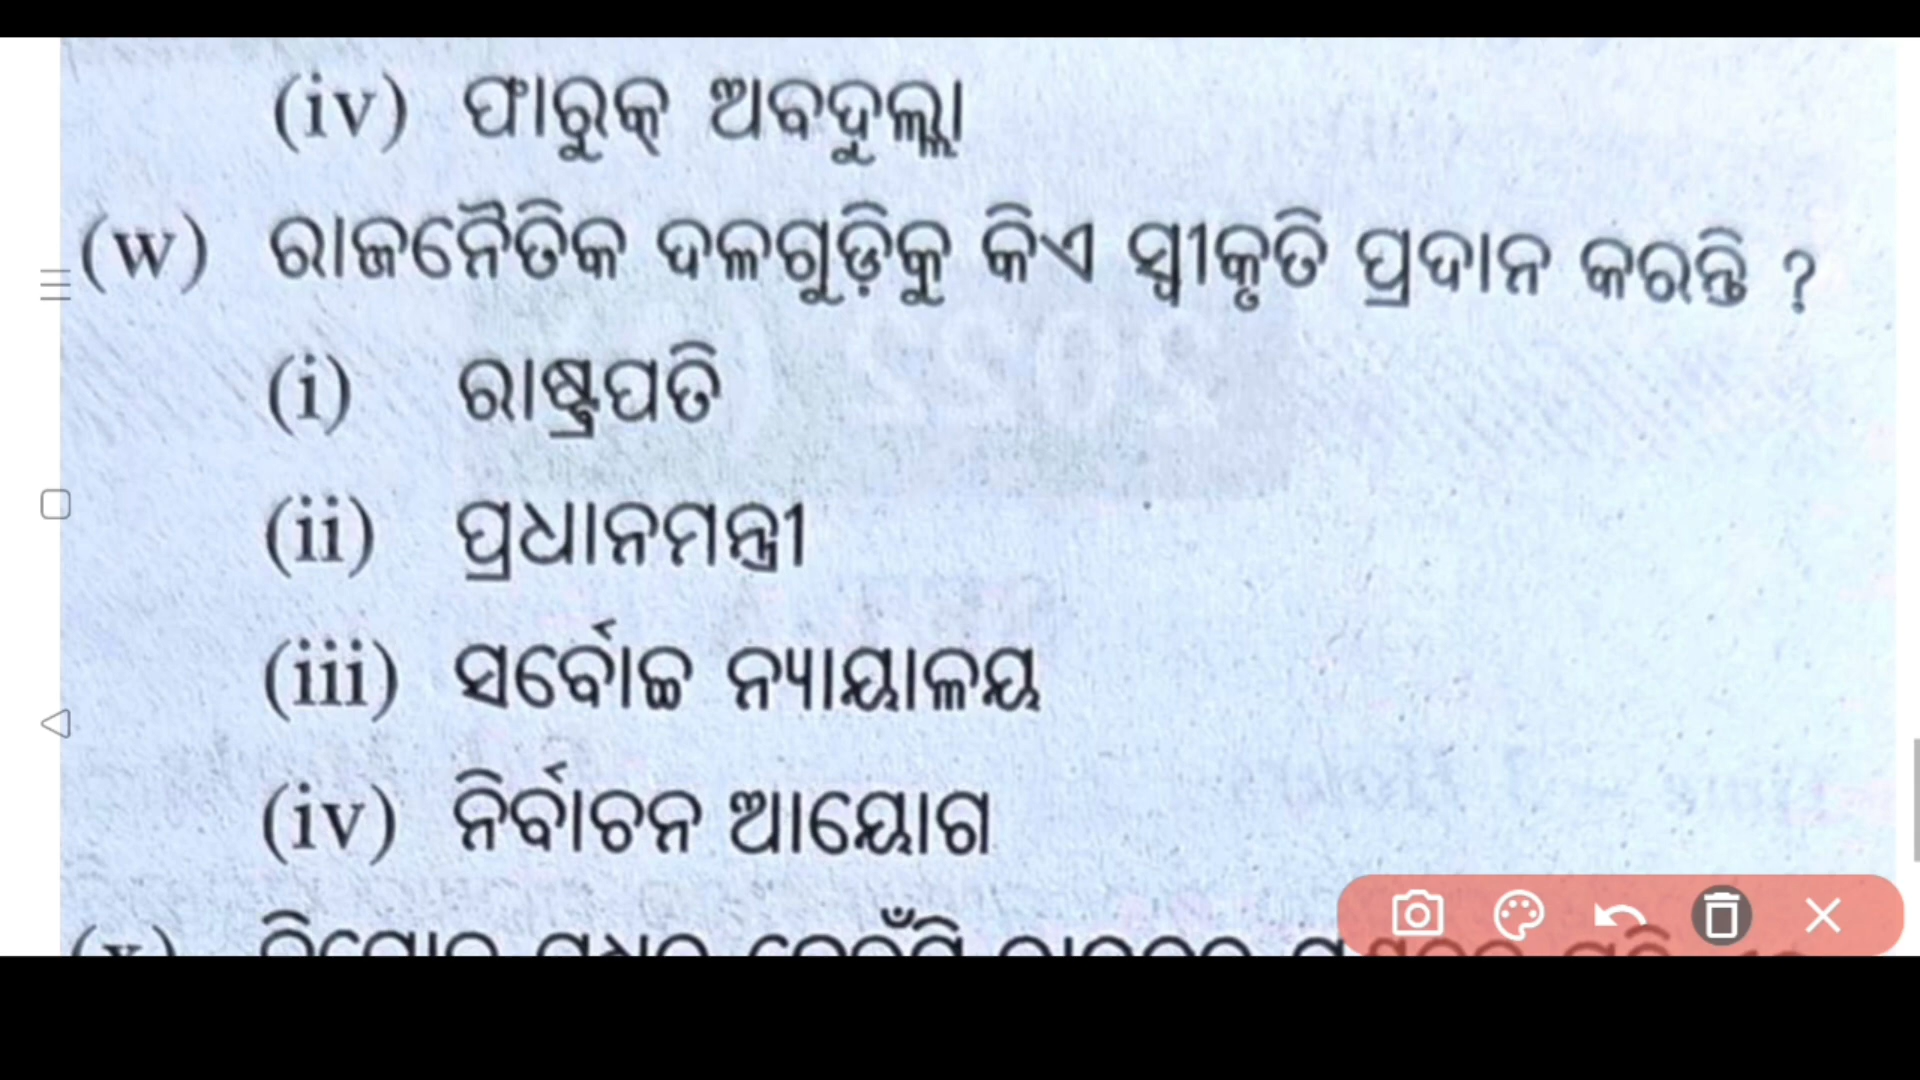 (iv) ଫାରୁକ୍ ଅବଦୁଲ୍ଲା
(w) ରାଜନୈତିକ ଦଳଗୁଡ଼ିକୁ କିଏ ସ୍ୱୀକୃତି ପ୍ରଦାନ କରନ୍ତି ?
(i) ରାଷ୍ଟ୍ରପତି
(ii) ପ୍ରଧାନମନ୍ତ୍ରୀ
(iii) ସର୍ବୋଚ୍ଚ ନ୍ୟାୟାଳୟ
(iv) ନିର୍ବାଚନ ଆୟୋଗ
(x)